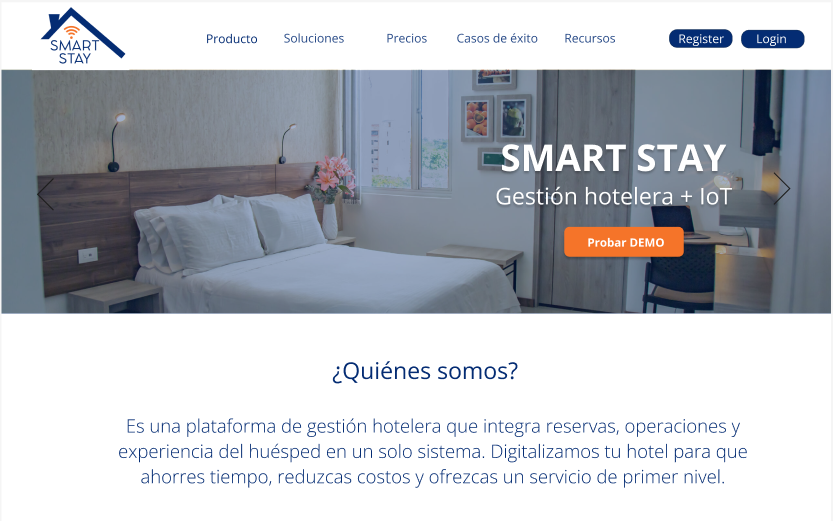 SMART
STAY
Producto Soluciones Precios Casos de éxito Recursos Register Login
SMART STAY
Gestión hotelera + IoT
Probar DEMO
¿Quiénes somos?
Es una plataforma de gestión hotelera que integra reservas, operaciones y
experiencia del huésped en un solo sistema. Digitalizamos tu hotel para que
ahorres tiempo, reduzcas costos y ofrezcas un servicio de primer nivel.